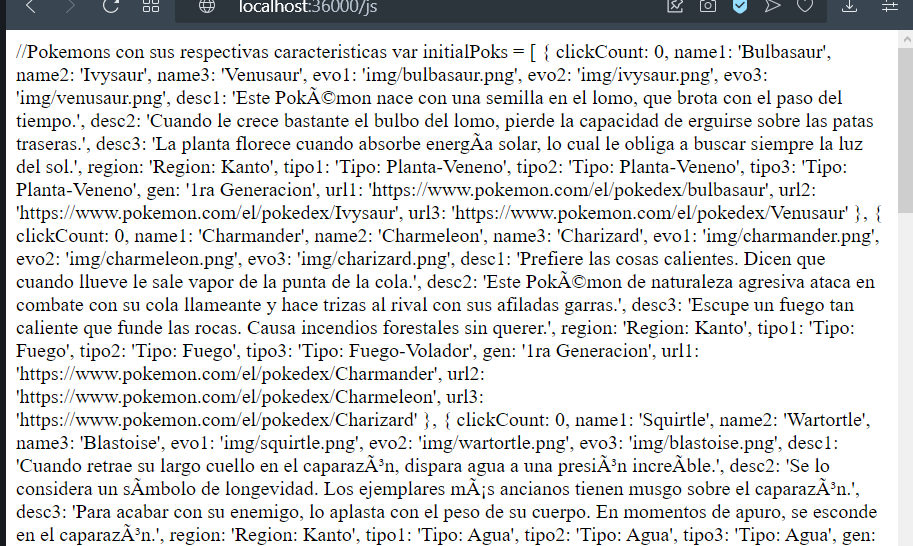 localhost:36000/js
//Pokemons con sus respectivas caracteristicas var initialPoks = [ { clickCount: 0, name1: 'Bulbasaur',
name2: 'Ivysaur', name3: 'Venusaur', evo1: 'img/bulbasaur.png', evo2: 'img/ivysaur.png', evo3:
'img/venusaur.png', desc1: 'Este PokÃ©mon nace con una semilla en el lomo, que brota con el paso del
tiempo.', desc2: 'Cuando le crece bastante el bulbo del lomo, pierde la capacidad de erguirse sobre las patas
traseras.', desc3: 'La planta florece cuando absorbe energÃ­a solar, lo cual le obliga a buscar siempre la luz
del sol.', region: 'Region: Kanto', tipo1: 'Tipo: Planta-Veneno', tipo2: 'Tipo: Planta-Veneno', tipo3: 'Tipo:
Planta-Veneno', gen: '1ra Generacion', url1: 'https://www.pokemon.com/el/pokedex/bulbasaur', url2:
'https://www.pokemon.com/el/pokedex/Ivysaur', url3: 'https://www.pokemon.com/el/pokedex/Venusaur' }, {
clickCount: 0, name1: 'Charmander', name2: 'Charmeleon', name3: 'Charizard', evo1: 'img/charmander.png',
evo2: 'img/charmeleon.png', evo3: 'img/charizard.png', desc1: 'Prefiere las cosas calientes. Dicen que
cuando llueve le sale vapor de la punta de la cola.', desc2: 'Este PokÃ©mon de naturaleza agresiva ataca en
combate con su cola llameante y hace trizas al rival con sus afiladas garras.', desc3: 'Escupe un fuego tan
caliente que funde las rocas. Causa incendios forestales sin querer.', region: 'Region: Kanto', tipo1: 'Tipo:
Fuego', tipo2: 'Tipo: Fuego', tipo3: 'Tipo: Fuego-Volador', gen: '1ra Generacion', url1:
'https://www.pokemon.com/el/pokedex/Charmander', url2:
'https://www.pokemon.com/el/pokedex/Charmeleon', url3:
'https://www.pokemon.com/el/pokedex/Charizard' }, { clickCount: 0, name1: 'Squirtle', name2: 'Wartortle',
name3: 'Blastoise', evo1: 'img/squirtle.png', evo2: 'img/wartortle.png', evo3: 'img/blastoise.png', desc1:
'Cuando retrae su largo cuello en el caparazÃ³n, dispara agua a una presiÃ³n increÃ­ble.', desc2: 'Se lo
considera un sÃ­mbolo de longevidad. Los ejemplares mÃ¡s ancianos tienen musgo sobre el caparazÃ³n.',
desc3: 'Para acabar con su enemigo, lo aplasta con el peso de su cuerpo. En momentos de apuro, se esconde
en el caparazÃ³n.', region: 'Region: Kanto', tipo1: 'Tipo: Agua', tipo2: 'Tipo: Agua', tipo3: 'Tipo: Agua', gen: